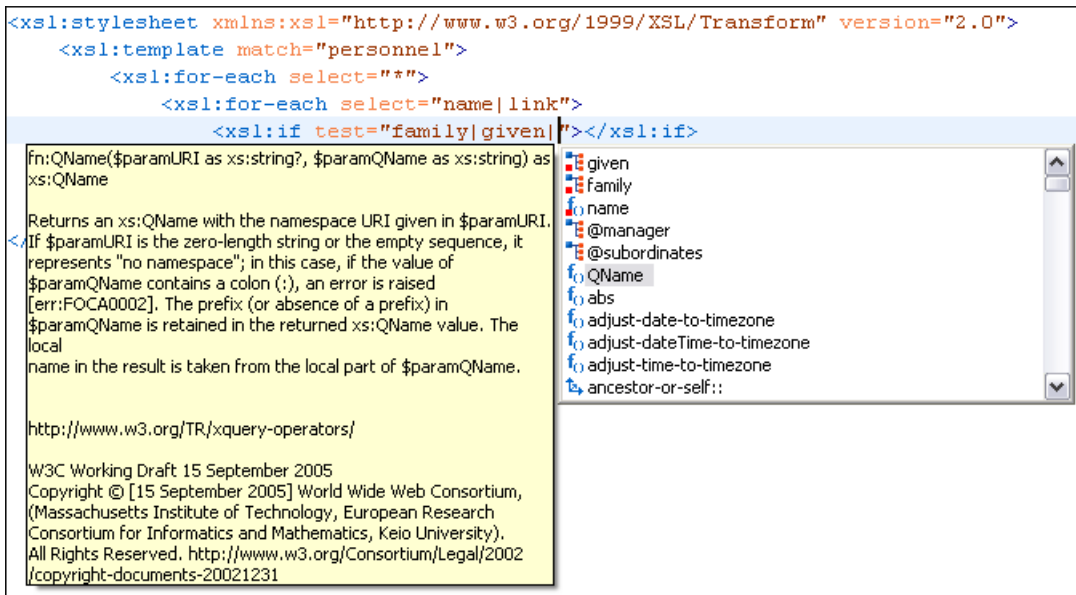 <xsl:stylesheet xmlns:xsl="http://www.w3.org/1999/XSL/Transform" version="2.0">
<xsl:template match="personnel">
<xsl:for-each select="*">
<xsl:for-each select="name|link">
<xsl:if test="family|given|"></xsl:if>
</
fn:QName($paramURI as xs:string?, $paramQName as xs:string) as
xs:QName
Returns an xs:QName with the namespace URI given in $paramURI.
If $paramURI is the zero-length string or the empty sequence, it
represents "no namespace"; in this case, if the value of
$paramQName contains a colon (:), an error is raised
[err:FOCA0002]. The prefix (or absence of a prefix) in
$paramQName is retained in the returned xs:QName value. The
local
name in the result is taken from the local part of $paramQName.
http://www.w3.org/TR/xquery-operators/
W3C Working Draft 15 September 2005
Copyright © [15 September 2005] World Wide Web Consortium,
(Massachusetts Institute of Technology, European Research
Consortium for Informatics and Mathematics, Keio University).
All Rights Reserved. http://www.w3.org/Consortium/Legal/2002
/copyright-documents-20021231
given
family
f() name
@manager
@subordinates
f() QName
f() abs
f() adjust-date-to-timezone
f() adjust-dateTime-to-timezone
f() adjust-time-to-timezone
ancestor-or-self::